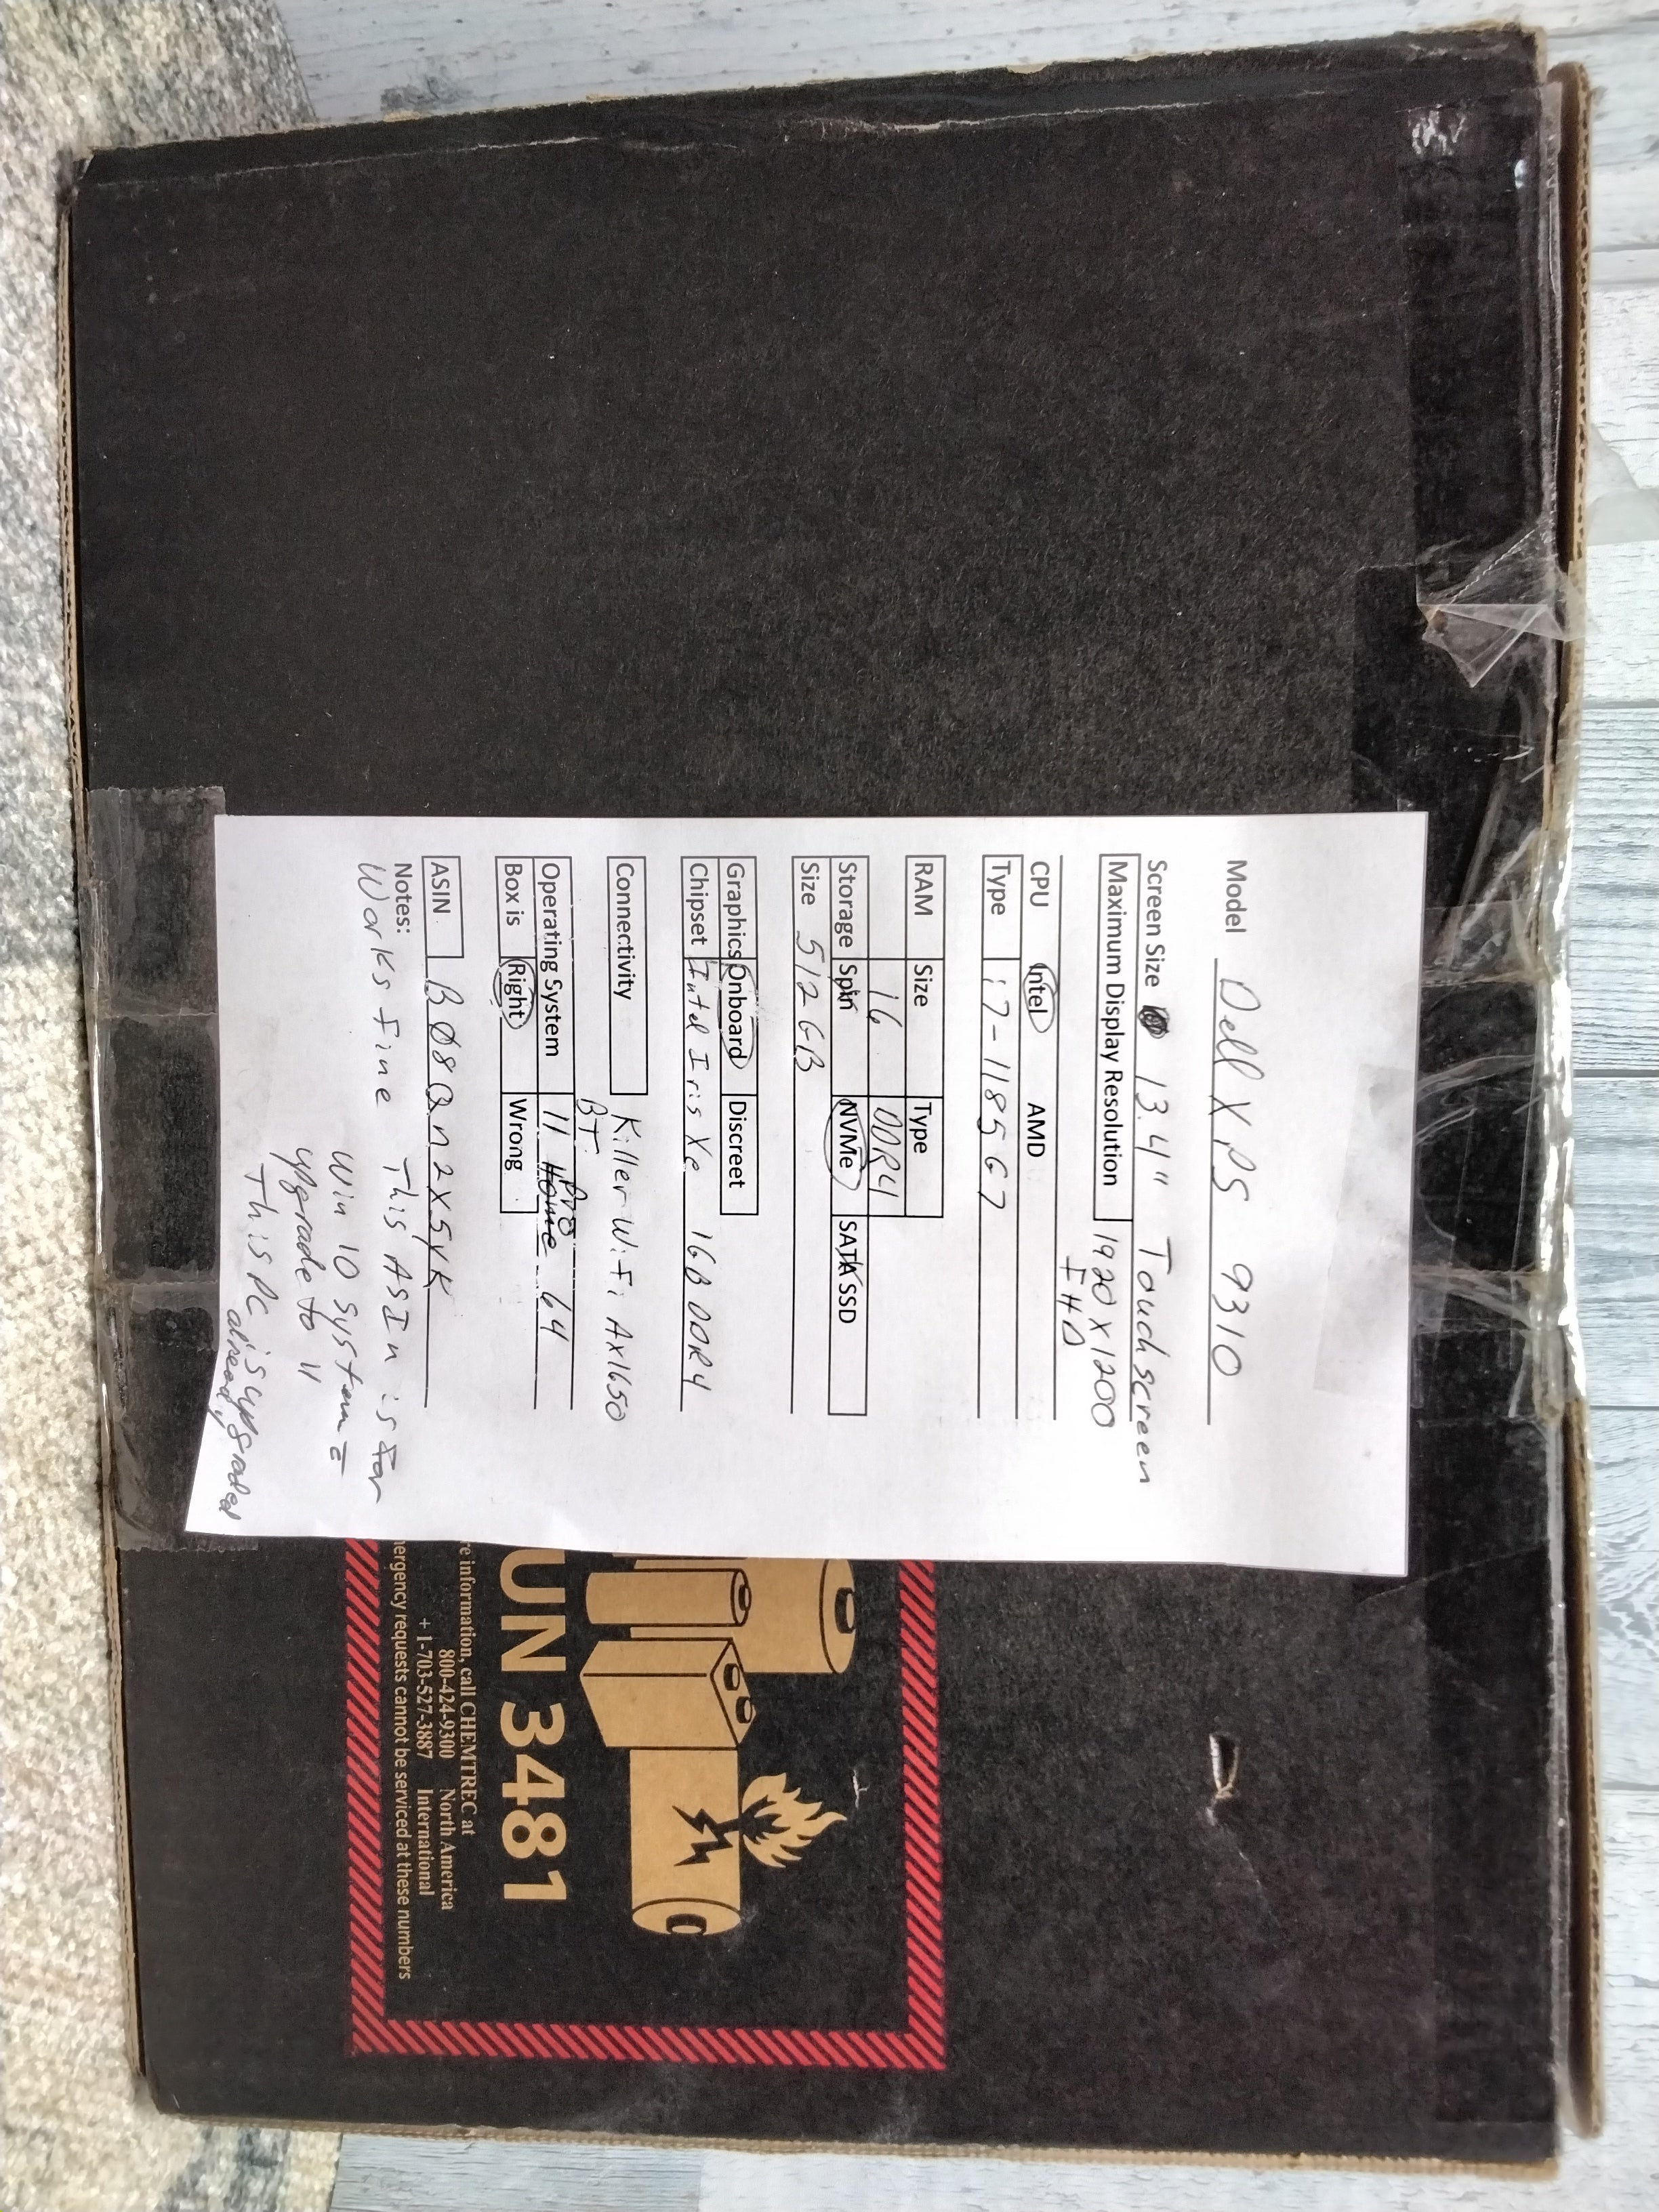 Model Dell XPS 9310
Screen Size 13.4" Touchscreen
Maximum Display Resolution 1920 x 1200
FHD
CPU Intel AMD
Type i7-1185G7
RAM Size Type
16 DDR4
Storage Spin NVMe SATA SSD
Size 512GB
Graphics Onboard Discreet
Chipset Intel Iris Xe 16B DDR4
Connectivity Killer WiFi AX1650
BT
Operating System 11 Home Pro 64
Box is Right Wrong
ASIN BØ8Qn2X5YK
Notes:
Works Fine This ASIn is for
Win 10 System =
upgrade to 11
This PC is upgraded
already
UN 3481
re information, call CHEMTREC at
800-424-9300 North America
+1-703-527-3887 International
ergency requests cannot be serviced at these numbers